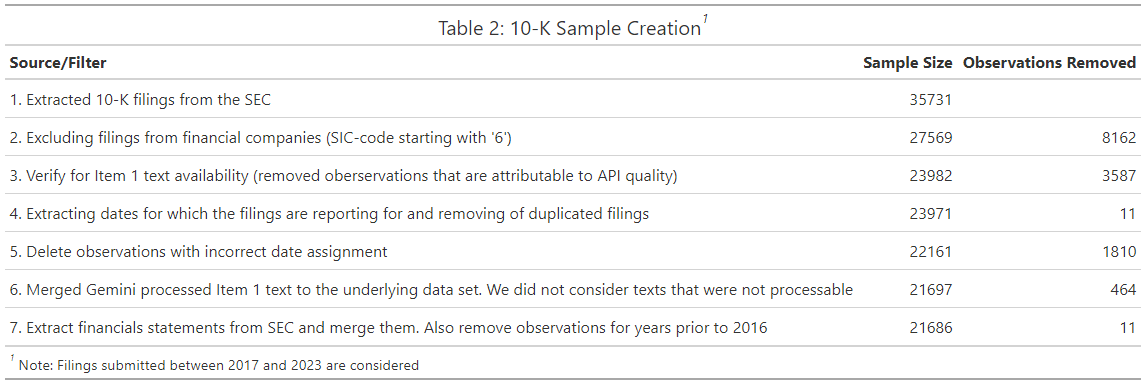 Table 2: 10-K Sample Creation1
Source/Filter Sample Size Observations Removed
1. Extracted 10-K filings from the SEC 35731
2. Excluding filings from financial companies (SIC-code starting with '6') 27569 8162
3. Verify for Item 1 text availability (removed oberservations that are attributable to API quality) 23982 3587
4. Extracting dates for which the filings are reporting for and removing of duplicated filings 23971 11
5. Delete observations with incorrect date assignment 22161 1810
6. Merged Gemini processed Item 1 text to the underlying data set. We did not consider texts that were not processable 21697 464
7. Extract financials statements from SEC and merge them. Also remove observations for years prior to 2016 21686 11
1 Note: Filings submitted between 2017 and 2023 are considered